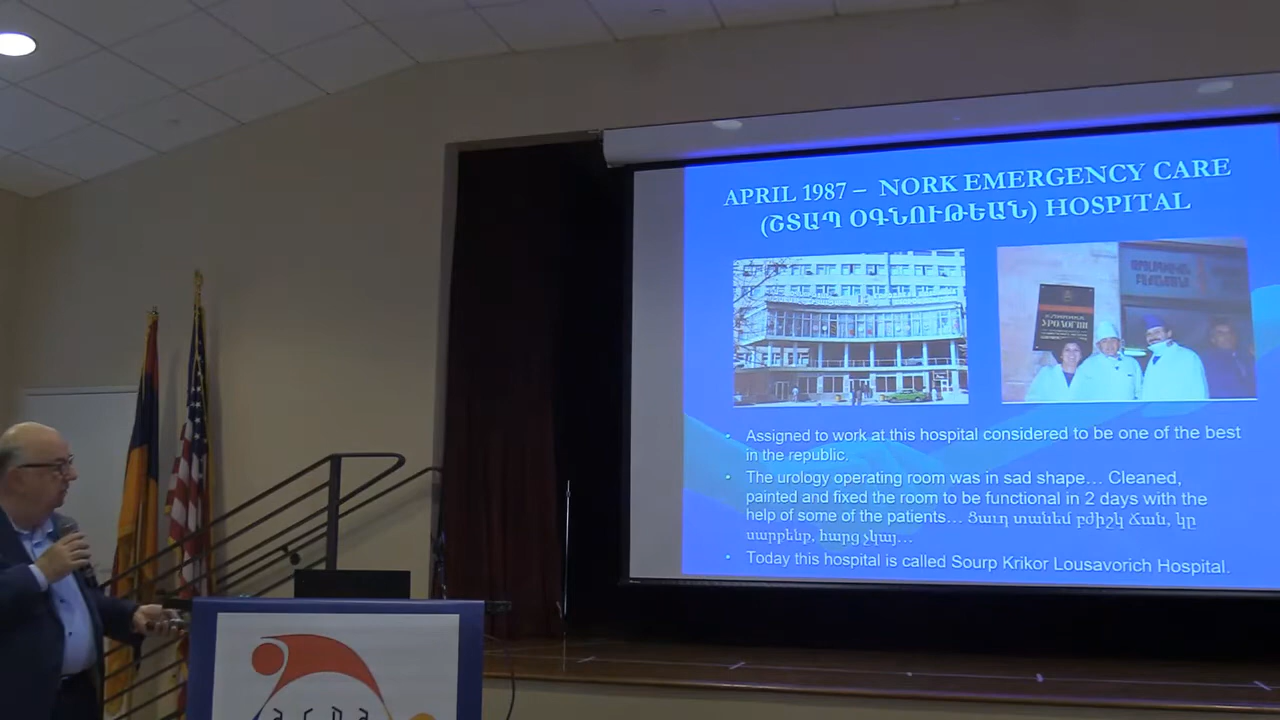 APRIL 1987 – NORK EMERGENCY CARE
(ՇՏԱՊ ՕԳՆՈՒԹԵԱՆ) HOSPITAL
ՈՒՐՈԼՈԳԻԱ
• Assigned to work at this hospital considered to be one of the best
in the republic.
• The urology operating room was in sad shape… Cleaned,
painted and fixed the room to be functional in 2 days with the
help of some of the patients… Ցաւդ տանեմ բժիշկ ճան, կը
սարքենք, հարց չկայ…
• Today this hospital is called Sourp Krikor Lousavorich Hospital.